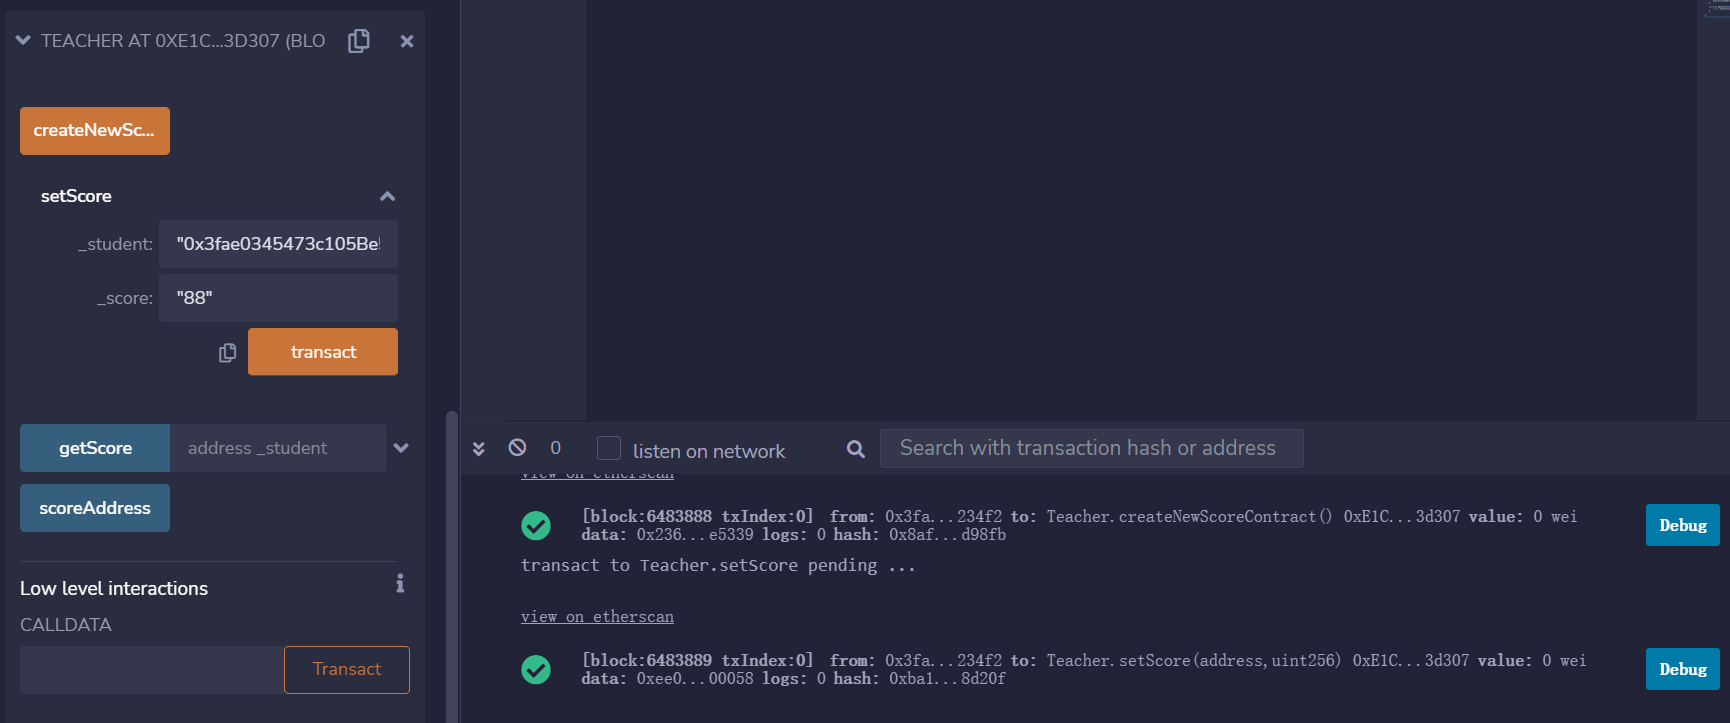 TEACHER AT 0XE1C...3D307 (BLO
createNewSc...
setScore
_student: "0x3fae0345473c105Be
_score: "88"
transact
getScore address _student
scoreAddress
Low level interactions
CALLDATA
Transact
0 listen on network Search with transaction hash or address
view on etherscan
[block:6483888 txIndex:0] from: 0x3fa...234f2 to: Teacher.createNewScoreContract() 0xE1C...3d307 value: 0 wei
data: 0x236...e5339 logs: 0 hash: 0x8af...d98fb
Debug
transact to Teacher.setScore pending ...
view on etherscan
[block:6483889 txIndex:0] from: 0x3fa...234f2 to: Teacher.setScore(address,uint256) 0xE1C...3d307 value: 0 wei
data: 0xee0...00058 logs: 0 hash: 0xba1...8d20f
Debug